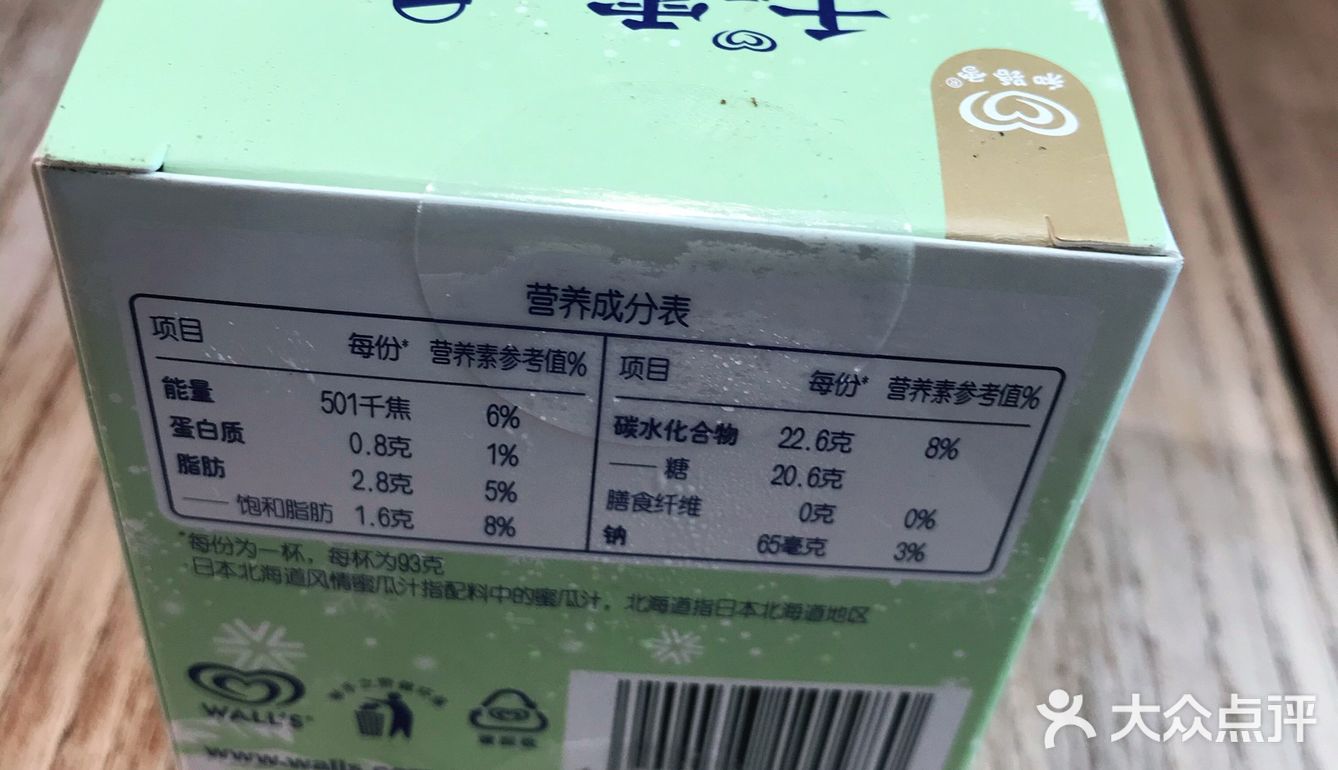 和路雪®
营养成分表
项目 每份* 营养素参考值%
能量 501千焦 6%
蛋白质 0.8克 1%
脂肪 2.8克 5%
—— 饱和脂肪 1.6克 8%
项目 每份* 营养素参考值%
碳水化合物 22.6克 8%
—— 糖 20.6克
膳食纤维 0克 0%
钠 65毫克 3%
*每份为一杯，每杯为93克
日本北海道风情蜜瓜汁指配料中的蜜瓜汁，北海道指日本北海道地区
WALL'S
www.walls.
大众点评